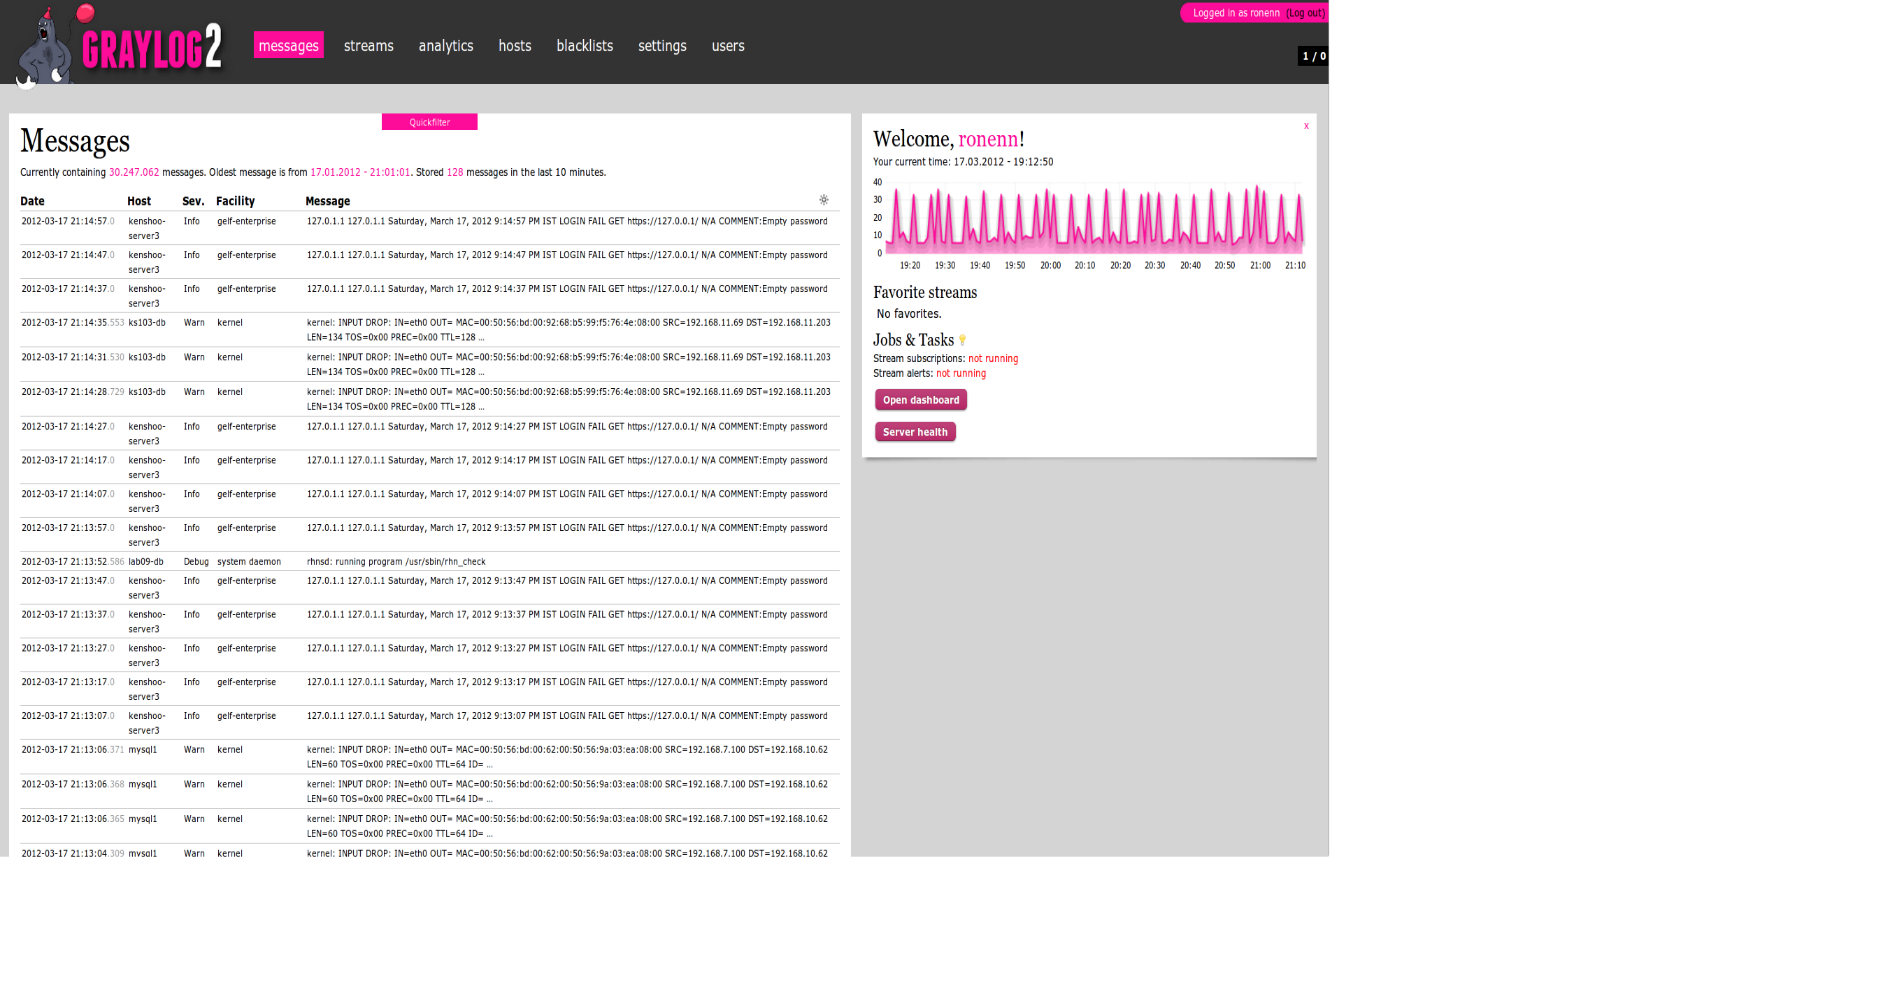 Logged in as ronenn (Log out)
GRAYLOG2
messages streams analytics hosts blacklists settings users
1 / 0
Quickfilter
Messages
Currently containing 30.247.062 messages. Oldest message is from 17.01.2012 - 21:01:01. Stored 128 messages in the last 10 minutes.
Date Host Sev. Facility Message
2012-03-17 21:14:57.0 kenshoo- Info gelf-enterprise 127.0.1.1 127.0.1.1 Saturday, March 17, 2012 9:14:57 PM IST LOGIN FAIL GET https://127.0.0.1/ N/A COMMENT:Empty password
server3
2012-03-17 21:14:47.0 kenshoo- Info gelf-enterprise 127.0.1.1 127.0.1.1 Saturday, March 17, 2012 9:14:47 PM IST LOGIN FAIL GET https://127.0.0.1/ N/A COMMENT:Empty password
server3
2012-03-17 21:14:37.0 kenshoo- Info gelf-enterprise 127.0.1.1 127.0.1.1 Saturday, March 17, 2012 9:14:37 PM IST LOGIN FAIL GET https://127.0.0.1/ N/A COMMENT:Empty password
server3
2012-03-17 21:14:35.553 ks103-db Warn kernel kernel: INPUT DROP: IN=eth0 OUT= MAC=00:50:56:bd:00:92:68:b5:99:f5:76:4e:08:00 SRC=192.168.11.69 DST=192.168.11.203
LEN=134 TOS=0x00 PREC=0x00 TTL=128 ...
2012-03-17 21:14:31.530 ks103-db Warn kernel kernel: INPUT DROP: IN=eth0 OUT= MAC=00:50:56:bd:00:92:68:b5:99:f5:76:4e:08:00 SRC=192.168.11.69 DST=192.168.11.203
LEN=134 TOS=0x00 PREC=0x00 TTL=128 ...
2012-03-17 21:14:28.729 ks103-db Warn kernel kernel: INPUT DROP: IN=eth0 OUT= MAC=00:50:56:bd:00:92:68:b5:99:f5:76:4e:08:00 SRC=192.168.11.69 DST=192.168.11.203
LEN=134 TOS=0x00 PREC=0x00 TTL=128 ...
2012-03-17 21:14:27.0 kenshoo- Info gelf-enterprise 127.0.1.1 127.0.1.1 Saturday, March 17, 2012 9:14:27 PM IST LOGIN FAIL GET https://127.0.0.1/ N/A COMMENT:Empty password
server3
2012-03-17 21:14:17.0 kenshoo- Info gelf-enterprise 127.0.1.1 127.0.1.1 Saturday, March 17, 2012 9:14:17 PM IST LOGIN FAIL GET https://127.0.0.1/ N/A COMMENT:Empty password
server3
2012-03-17 21:14:07.0 kenshoo- Info gelf-enterprise 127.0.1.1 127.0.1.1 Saturday, March 17, 2012 9:14:07 PM IST LOGIN FAIL GET https://127.0.0.1/ N/A COMMENT:Empty password
server3
2012-03-17 21:13:57.0 kenshoo- Info gelf-enterprise 127.0.1.1 127.0.1.1 Saturday, March 17, 2012 9:13:57 PM IST LOGIN FAIL GET https://127.0.0.1/ N/A COMMENT:Empty password
server3
2012-03-17 21:13:52.586 lab09-db Debug system daemon rhnsd: running program /usr/sbin/rhn_check
2012-03-17 21:13:47.0 kenshoo- Info gelf-enterprise 127.0.1.1 127.0.1.1 Saturday, March 17, 2012 9:13:47 PM IST LOGIN FAIL GET https://127.0.0.1/ N/A COMMENT:Empty password
server3
2012-03-17 21:13:37.0 kenshoo- Info gelf-enterprise 127.0.1.1 127.0.1.1 Saturday, March 17, 2012 9:13:37 PM IST LOGIN FAIL GET https://127.0.0.1/ N/A COMMENT:Empty password
server3
2012-03-17 21:13:27.0 kenshoo- Info gelf-enterprise 127.0.1.1 127.0.1.1 Saturday, March 17, 2012 9:13:27 PM IST LOGIN FAIL GET https://127.0.0.1/ N/A COMMENT:Empty password
server3
2012-03-17 21:13:17.0 kenshoo- Info gelf-enterprise 127.0.1.1 127.0.1.1 Saturday, March 17, 2012 9:13:17 PM IST LOGIN FAIL GET https://127.0.0.1/ N/A COMMENT:Empty password
server3
2012-03-17 21:13:07.0 kenshoo- Info gelf-enterprise 127.0.1.1 127.0.1.1 Saturday, March 17, 2012 9:13:07 PM IST LOGIN FAIL GET https://127.0.0.1/ N/A COMMENT:Empty password
server3
2012-03-17 21:13:06.371 mysql1 Warn kernel kernel: INPUT DROP: IN=eth0 OUT= MAC=00:50:56:bd:00:62:00:50:56:9a:03:ea:08:00 SRC=192.168.7.100 DST=192.168.10.62
LEN=60 TOS=0x00 PREC=0x00 TTL=64 ID= ...
2012-03-17 21:13:06.368 mysql1 Warn kernel kernel: INPUT DROP: IN=eth0 OUT= MAC=00:50:56:bd:00:62:00:50:56:9a:03:ea:08:00 SRC=192.168.7.100 DST=192.168.10.62
LEN=60 TOS=0x00 PREC=0x00 TTL=64 ID= ...
2012-03-17 21:13:06.365 mysql1 Warn kernel kernel: INPUT DROP: IN=eth0 OUT= MAC=00:50:56:bd:00:62:00:50:56:9a:03:ea:08:00 SRC=192.168.7.100 DST=192.168.10.62
LEN=60 TOS=0x00 PREC=0x00 TTL=64 ID= ...
2012-03-17 21:13:04.309 mysql1 Warn kernel kernel: INPUT DROP: IN=eth0 OUT= MAC=00:50:56:bd:00:62:00:50:56:9a:03:ea:08:00 SRC=192.168.7.100 DST=192.168.10.62
x
Welcome, ronenn!
Your current time: 17.03.2012 - 19:12:50
40
30
20
10
0
19:20 19:30 19:40 19:50 20:00 20:10 20:20 20:30 20:40 20:50 21:00 21:10
Favorite streams
No favorites.
Jobs & Tasks
Stream subscriptions: not running
Stream alerts: not running
Open dashboard
Server health